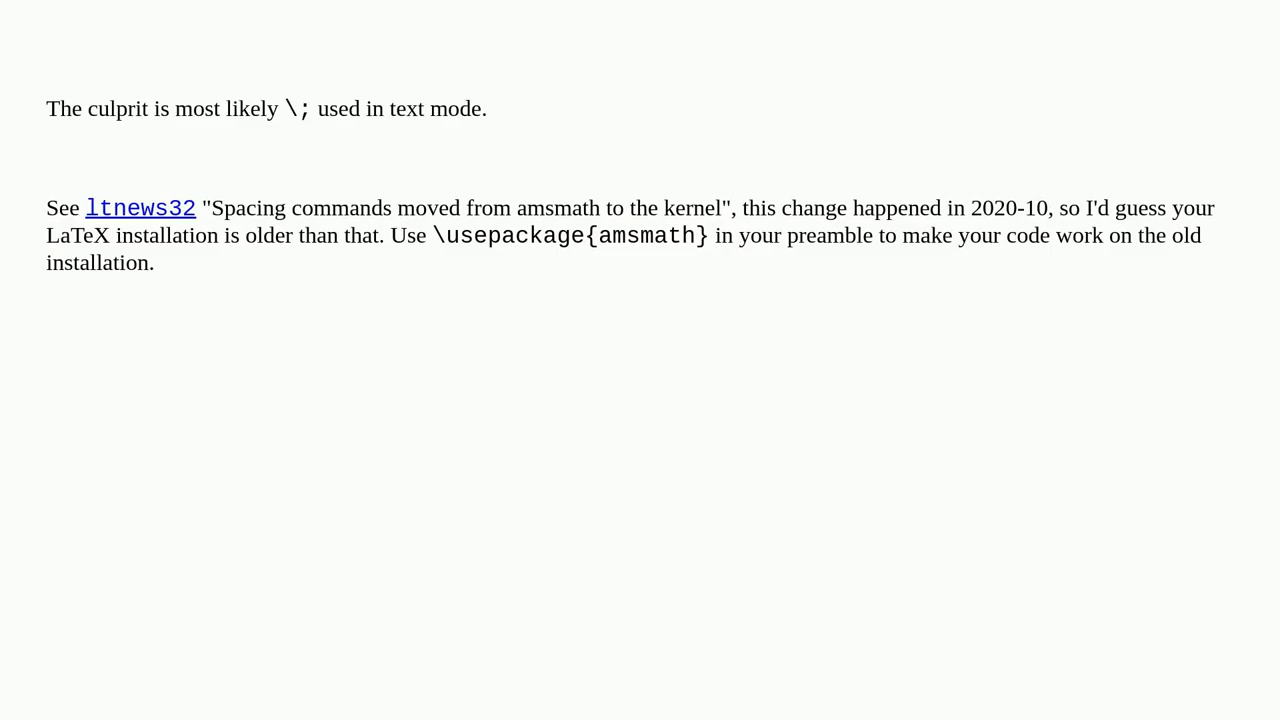 The culprit is most likely \; used in text mode.
See ltnews32 "Spacing commands moved from amsmath to the kernel", this change happened in 2020-10, so I'd guess your
LaTeX installation is older than that. Use \usepackage{amsmath} in your preamble to make your code work on the old
installation.